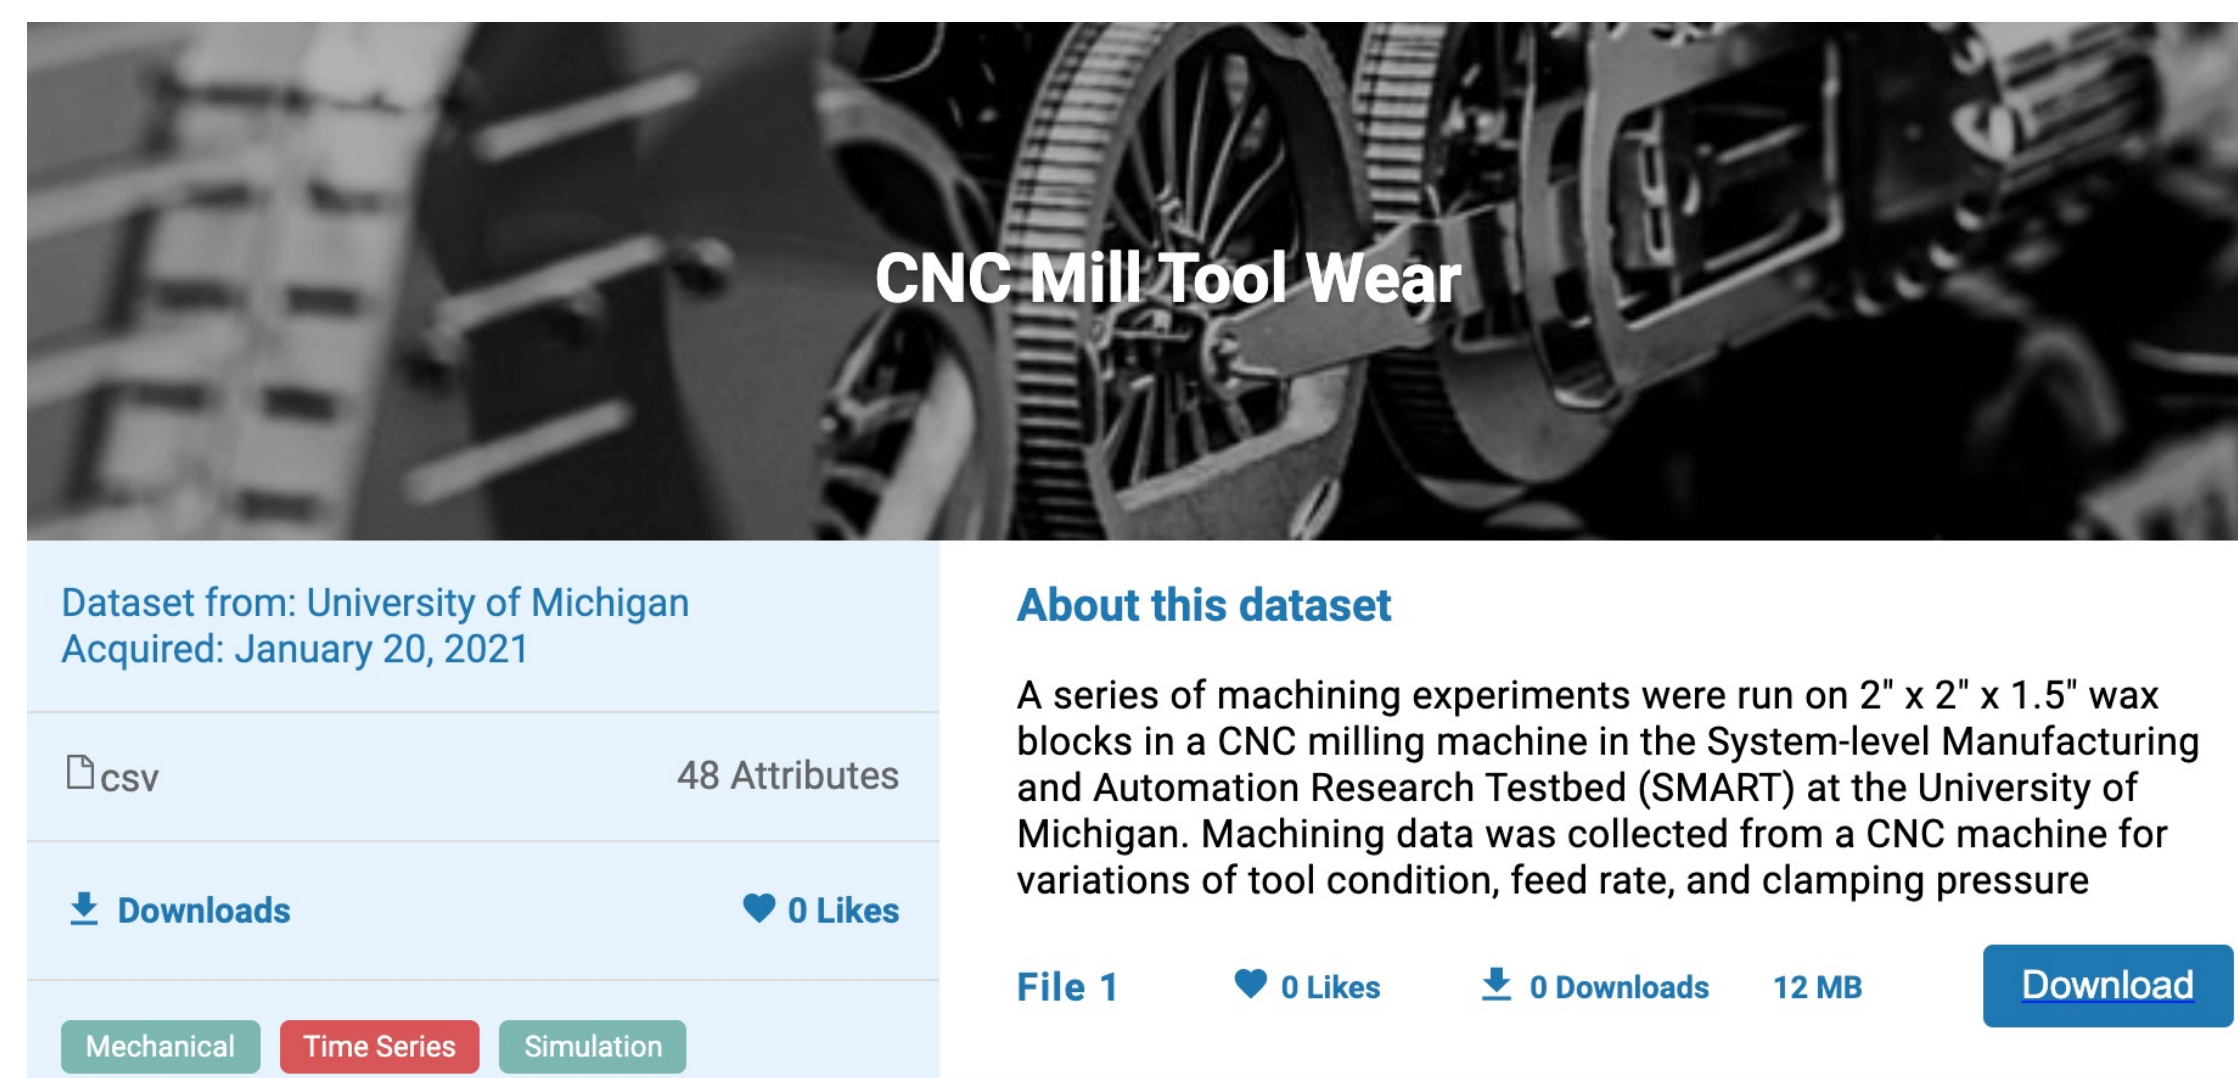 CNC Mill Tool Wear
Dataset from: University of Michigan
Acquired: January 20, 2021
csv
48 Attributes
Downloads
0 Likes
Mechanical
Time Series
Simulation
About this dataset
A series of machining experiments were run on 2" x 2" x 1.5" wax
blocks in a CNC milling machine in the System-level Manufacturing
and Automation Research Testbed (SMART) at the University of
Michigan. Machining data was collected from a CNC machine for
variations of tool condition, feed rate, and clamping pressure
File 1
0 Likes
0 Downloads
12 MB
Download